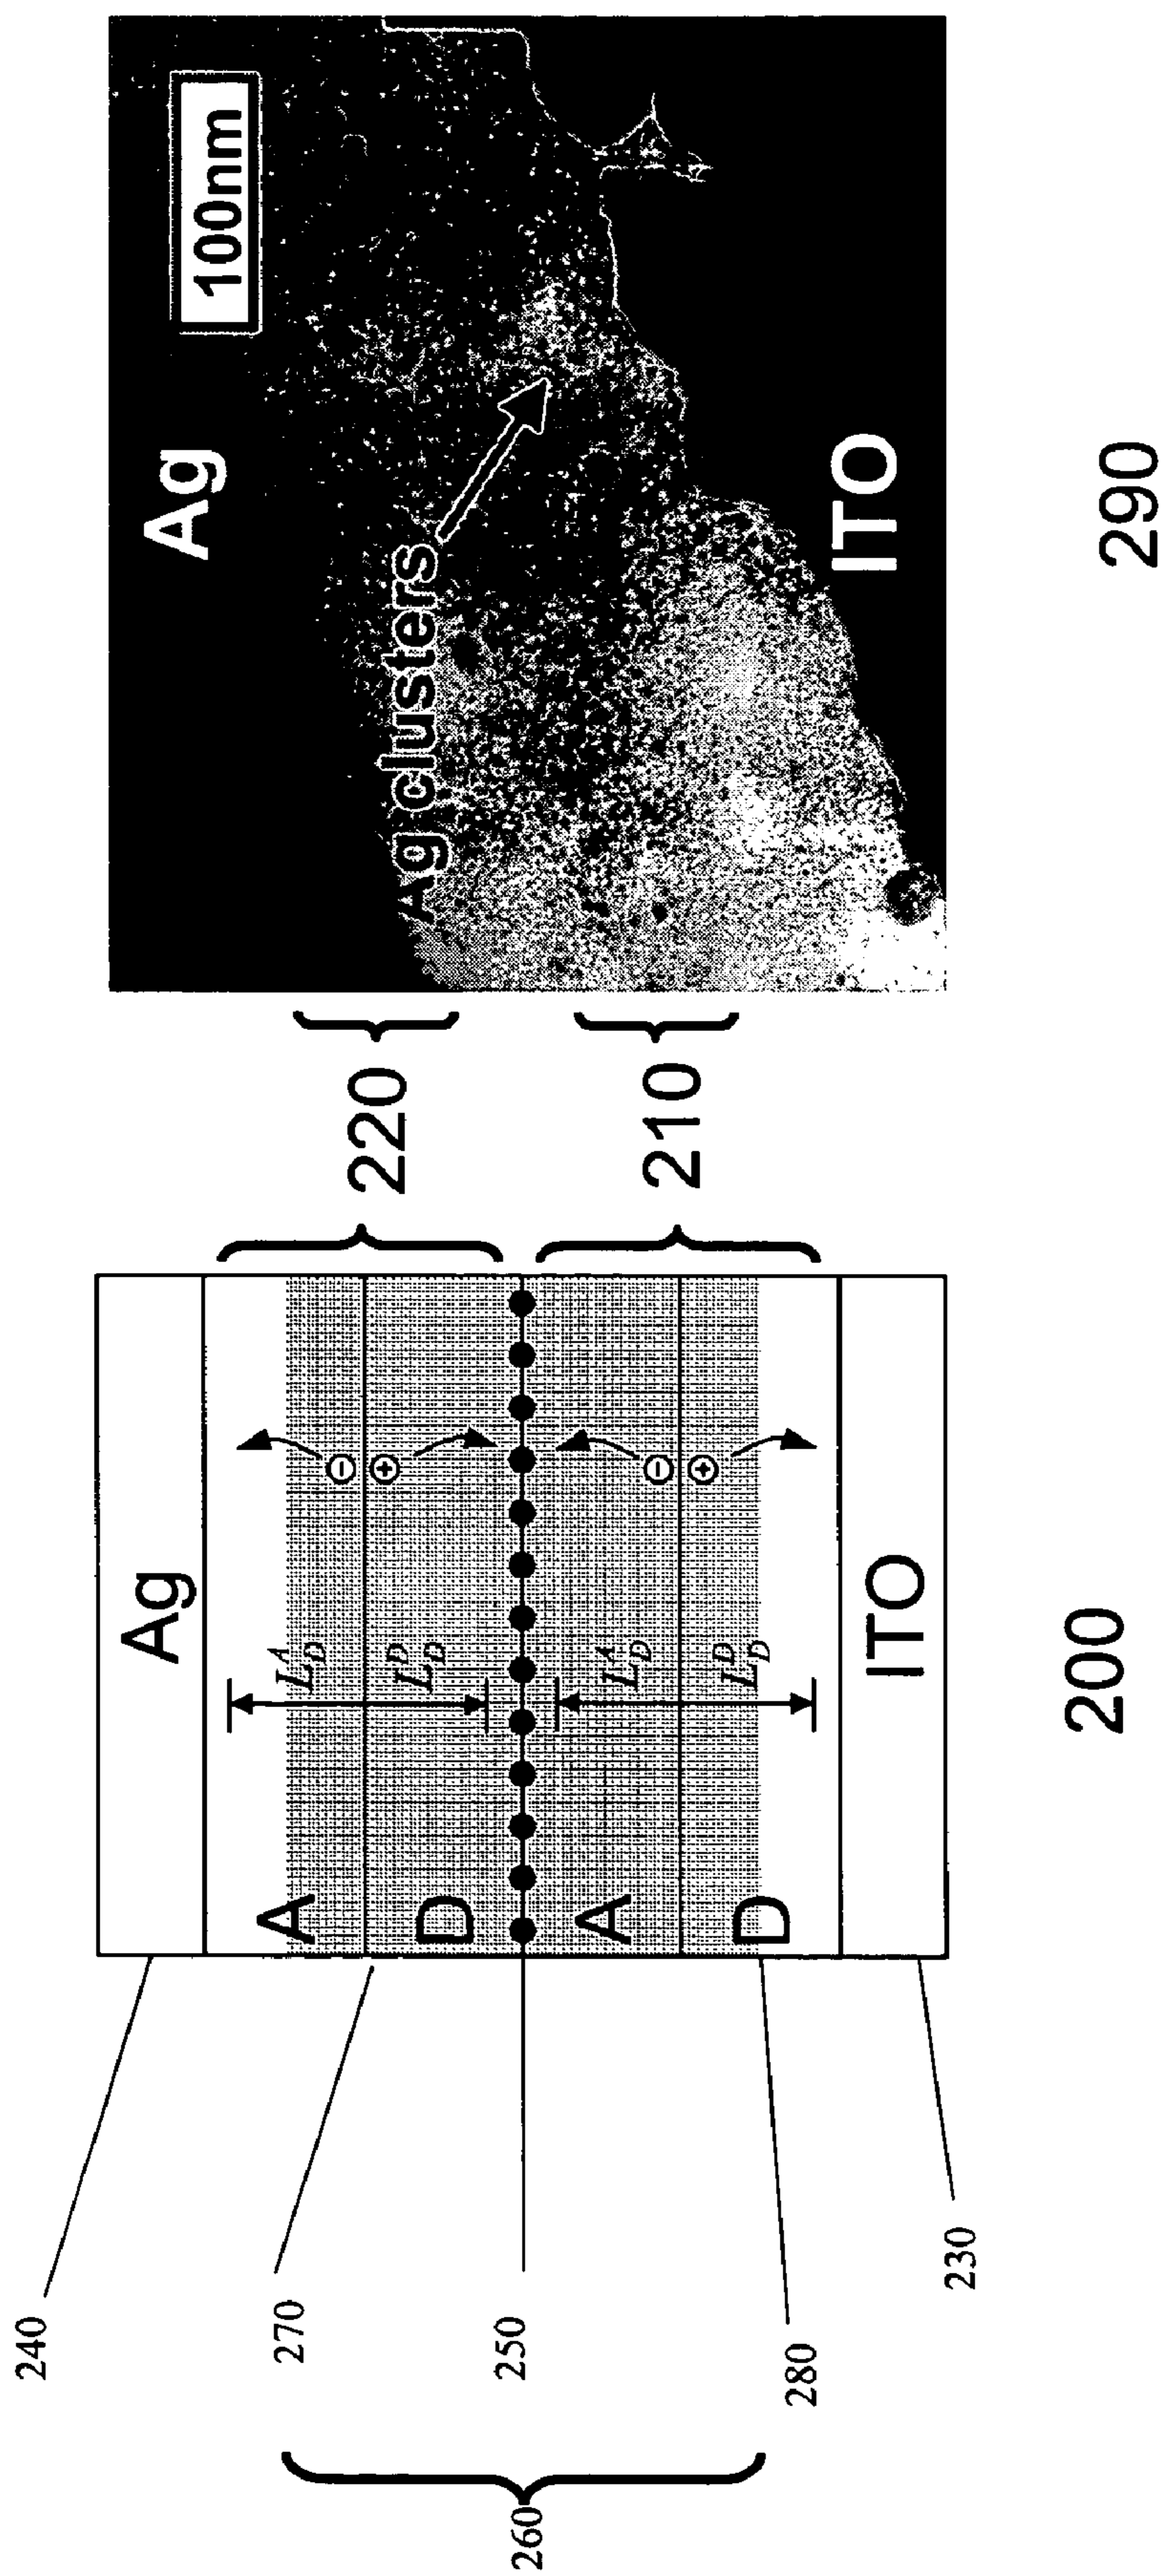 240
270
250
280
230
260
Ag
A
D
A
D
ITO
L_D^A
L_D^D
L_D^A
L_D^D
⊖
⊕
⊖
⊕
220
210
200
Ag
100nm
Ag clusters
ITO
290